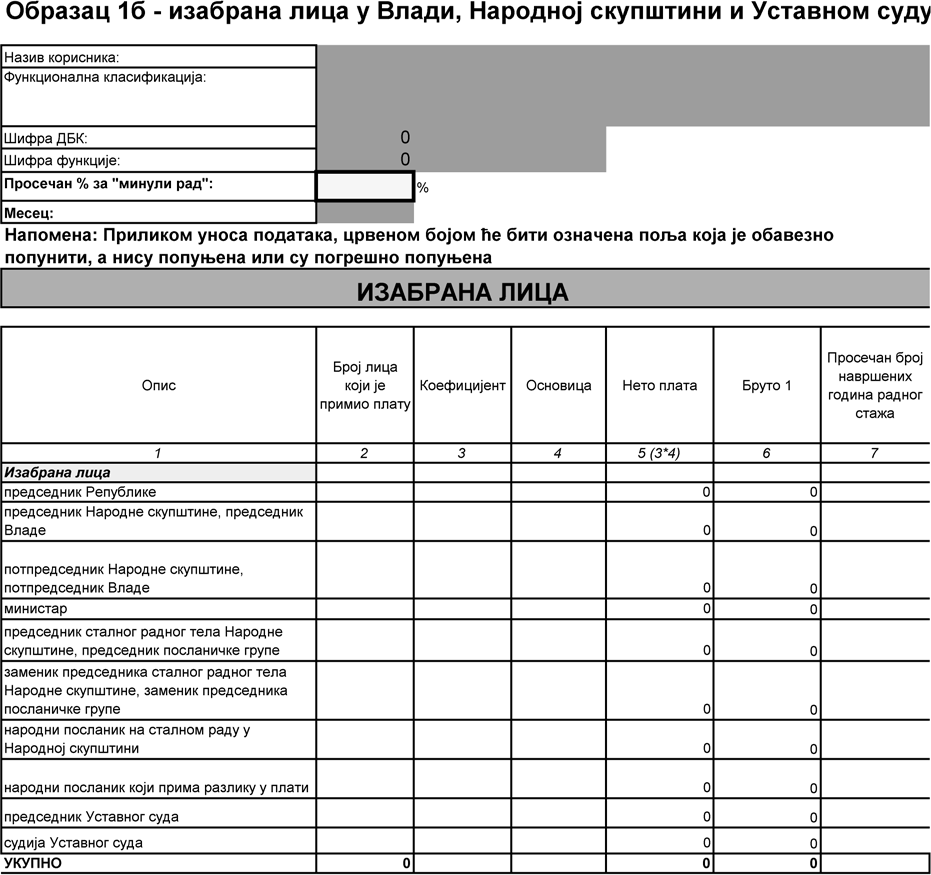 Образац 1б - изабрана лица у Влади, Народној скупштини и Уставном суду
Назив корисника:
Функционална класификација:
Шифра ДБК: 0
Шифра функције: 0
Просечан % за "минули рад": %
Месец:
Напомена: Приликом уноса података, црвеном бојом ће бити означена поља која је обавезно
попунити, а нису попуњена или су погрешно попуњена
ИЗАБРАНА ЛИЦА
Опис
Број лица
који је
примио плату
Коефицијент
Основица
Нето плата
Бруто 1
Просечан број
навршених
година радног
стажа
1 2 3 4 5 (3*4) 6 7
Изабрана лица
председник Републике 0 0
председник Народне скупштине, председник
Владе 0 0
потпредседник Народне скупштине,
потпредседник Владе 0 0
министар 0 0
председник сталног радног тела Народне
скупштине, председник посланичке групе 0 0
заменик председника сталног радног тела
Народне скупштине, заменик председника
посланичке групе 0 0
народни посланик на сталном раду у
Народној скупштини 0 0
народни посланик који прима разлику у плати 0 0
председник Уставног суда 0 0
судија Уставног суда 0 0
УКУПНО 0 0 0